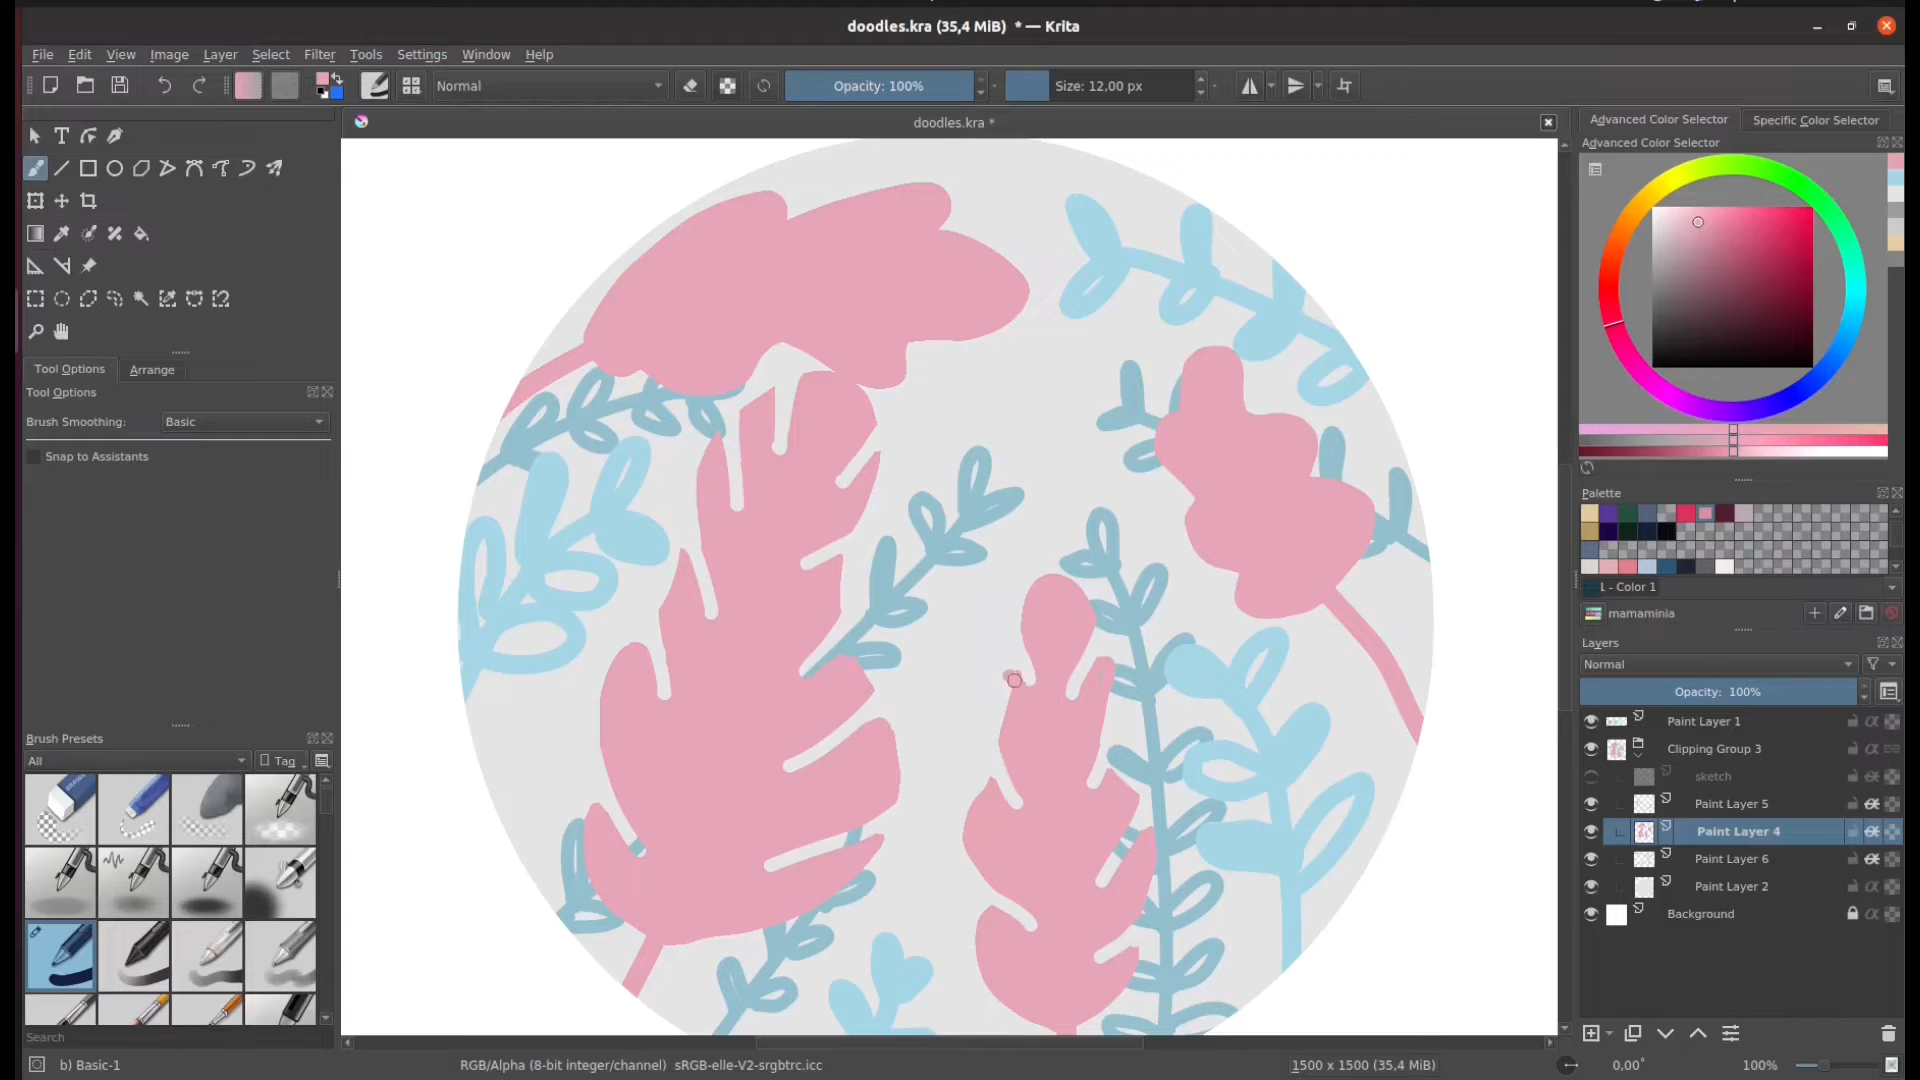 doodles.kra (35,4 MiB)  * — Krita
File Edit View Image Layer Select Filter Tools Settings Window Help
Normal Opacity: 100% Size: 12,00 px
doodles.kra *
Advanced Color Selector Specific Color Selector
Advanced Color Selector
Tool Options Arrange
Tool Options
Brush Smoothing: Basic
Snap to Assistants
Palette
1 - Color 1
mamaminia
Layers
Normal
Opacity:  100%
Paint Layer 1
Clipping Group 3
sketch
Paint Layer 5
Paint Layer 4
Paint Layer 6
Paint Layer 2
Background
Brush Presets
All Tag
Search
b) Basic-1 RGB/Alpha (8-bit integer/channel)  sRGB-elle-V2-srgbtrc.icc 1500 x 1500 (35,4 MiB) 0,00° 100%